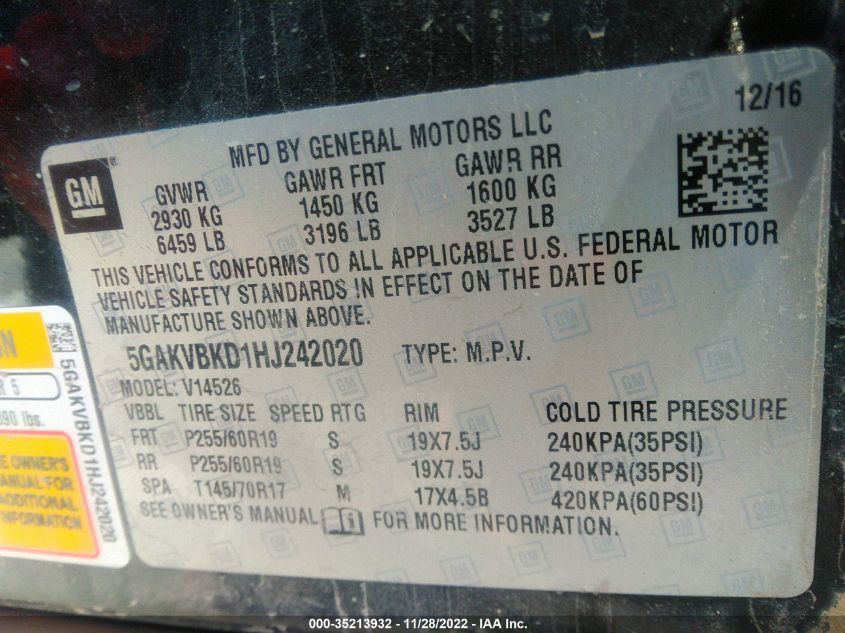 12/16
MFD BY GENERAL MOTORS LLC
GM
®
GVWR GAWR FRT GAWR RR
2930 KG 1450 KG 1600 KG
6459 LB 3196 LB 3527 LB
THIS VEHICLE CONFORMS TO ALL APPLICABLE U.S. FEDERAL MOTOR
VEHICLE SAFETY STANDARDS IN EFFECT ON THE DATE OF
MANUFACTURE SHOWN ABOVE.
5GAKVBKD1HJ242020 TYPE: M.P.V.
MODEL: V14526
VBBL TIRE SIZE SPEED RTG RIM COLD TIRE PRESSURE
FRT P255/60R19 S 19X7.5J 240KPA(35PSI)
RR P255/60R19 S 19X7.5J 240KPA(35PSI)
SPA T145/70R17 M 17X4.5B 420KPA(60PSI)
SEE OWNER'S MANUAL FOR MORE INFORMATION.
R 5
lbs.
OWNER'S
MANUAL FOR
ADDITIONAL
INFORMATION
5GAKVBKD1HJ242020
000-35213932 - 11/28/2022 - IAA Inc.